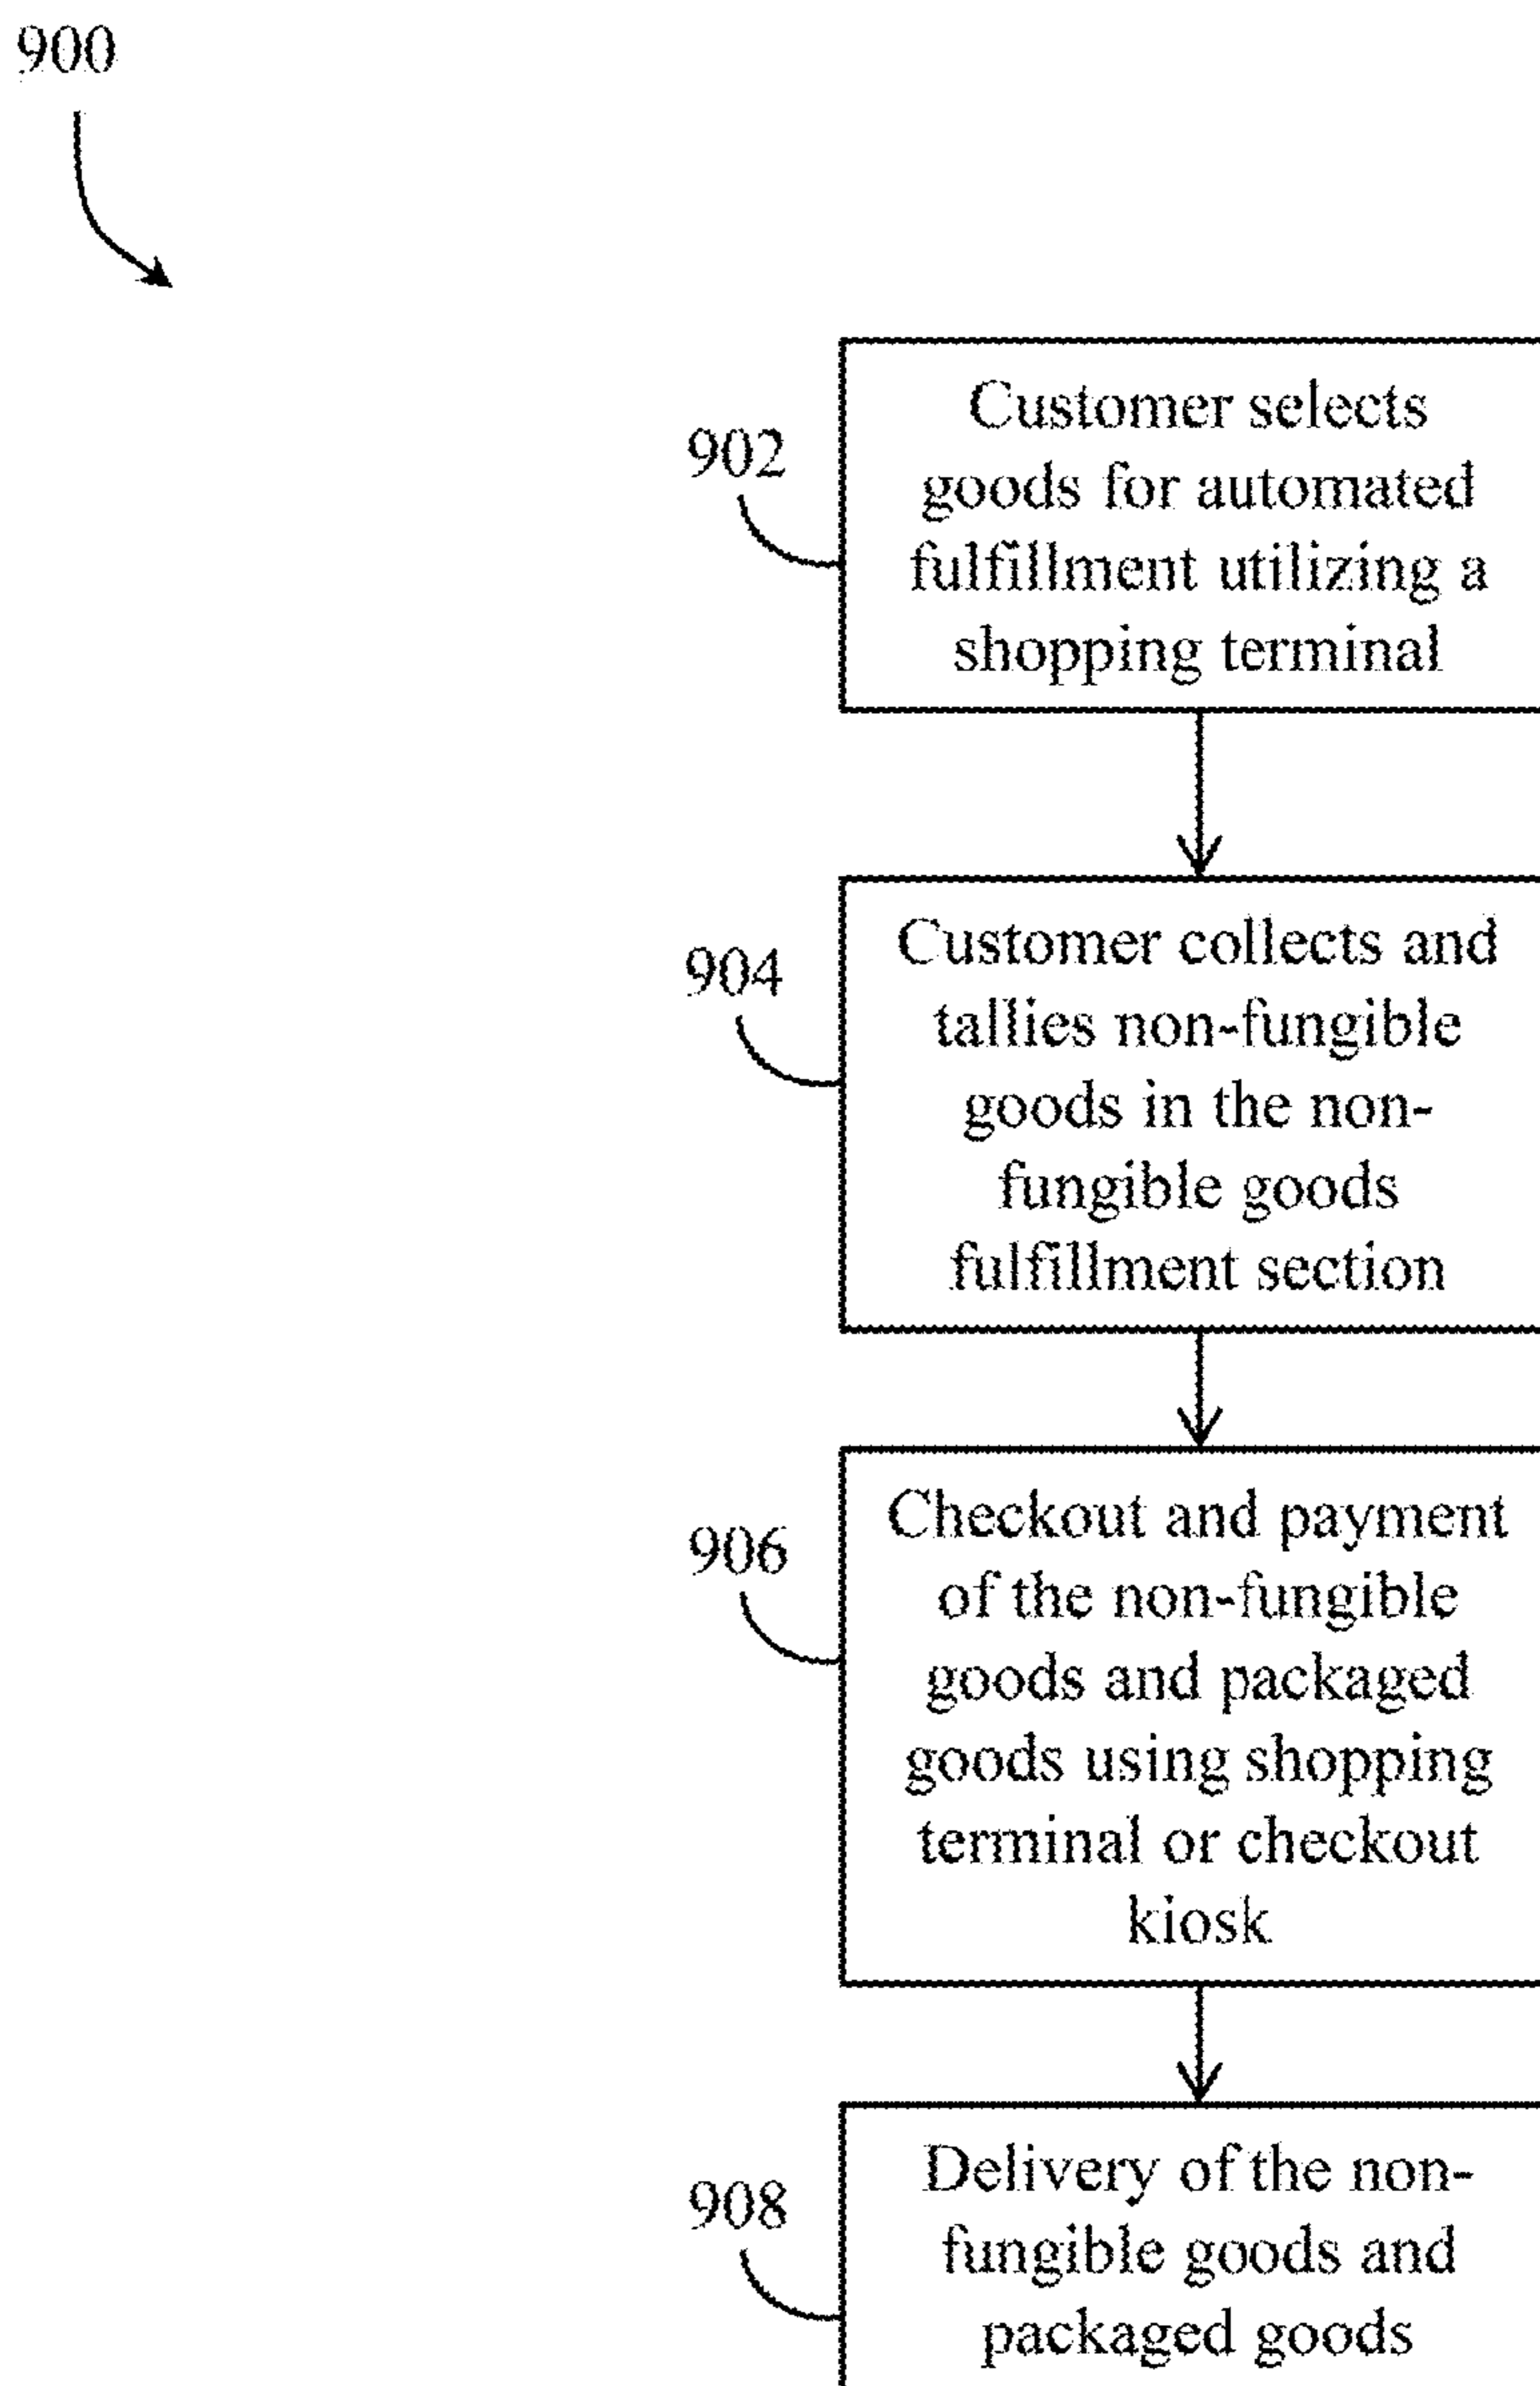 900
902
Customer selects
goods for automated
fulfillment utilizing a
shopping terminal
904
Customer collects and
tallies non-fungible
goods in the non-
fungible goods
fulfillment section
906
Checkout and payment
of the non-fungible
goods and packaged
goods using shopping
terminal or checkout
kiosk
908
Delivery of the non-
fungible goods and
packaged goods